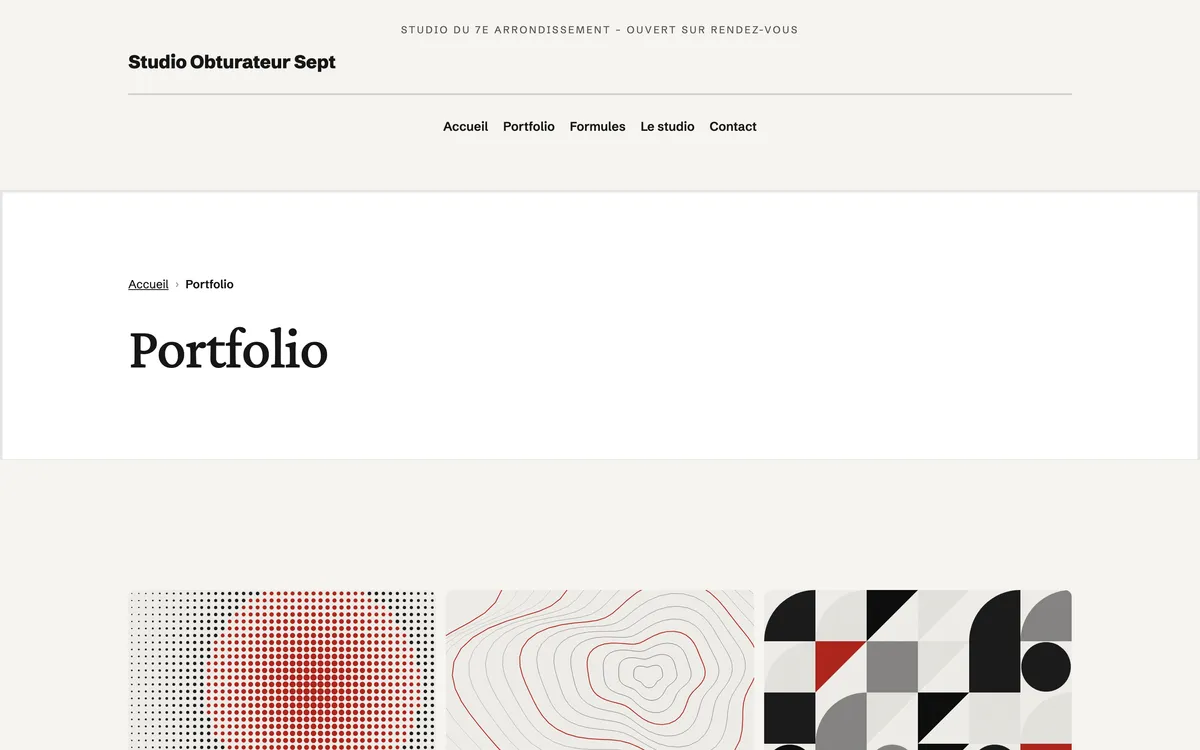 STUDIO DU 7E ARRONDISSEMENT – OUVERT SUR RENDEZ-VOUS
Studio Obturateur Sept
Accueil Portfolio Formules Le studio Contact
Accueil › Portfolio
Portfolio